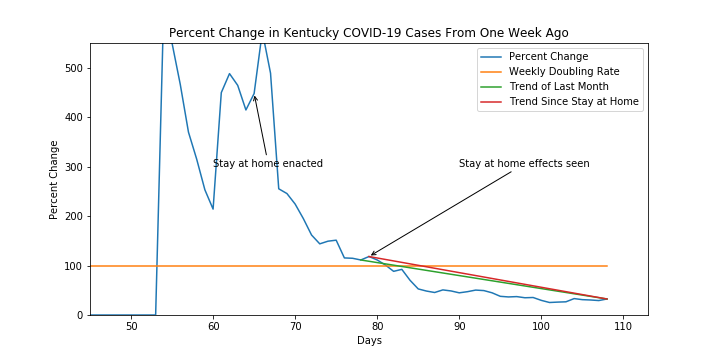 Percent Change in Kentucky COVID-19 Cases From One Week Ago
Percent Change
Weekly Doubling Rate
Trend of Last Month
Trend Since Stay at Home
500
400
300
200
100
0
Percent Change
Stay at home enacted
Stay at home effects seen
50
60
70
80
90
100
110
Days